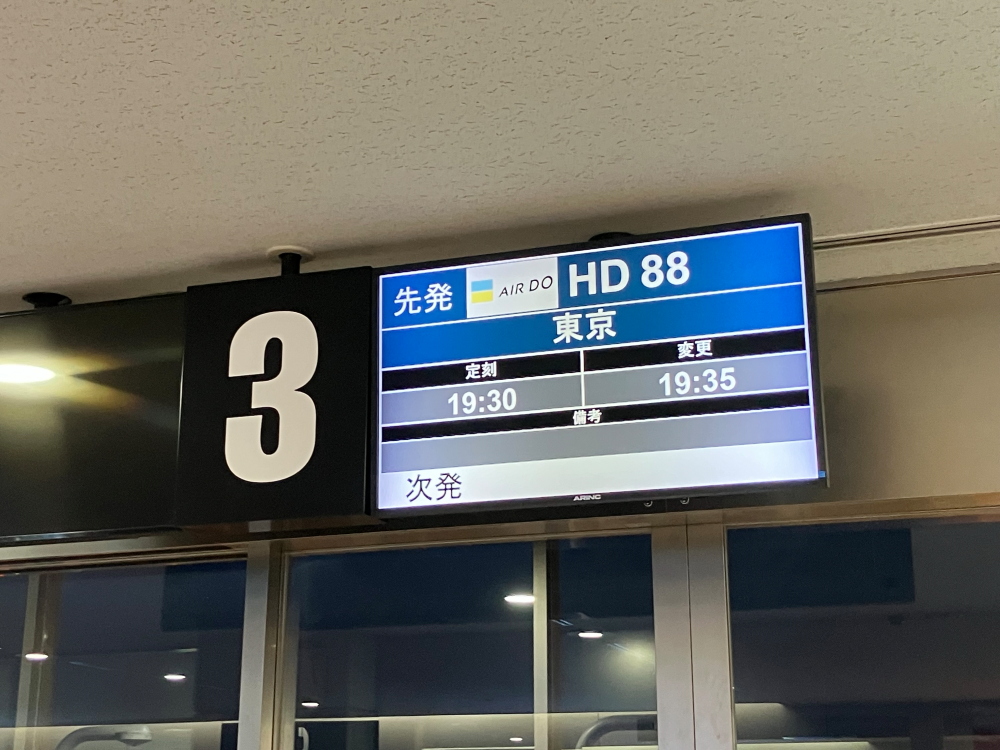 3
先発 AIR DO HD 88
東京
定刻 変更
19:30 19:35
備考
次発
ARINC